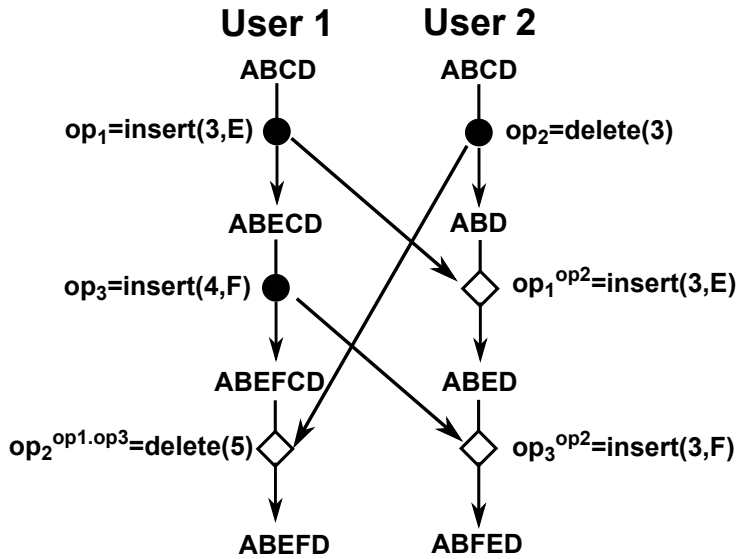 User 1 User 2
ABCD ABCD
op₁=insert(3,E) op₂=delete(3)
ABECD ABD
op₃=insert(4,F) op₁ᵒᵖ²=insert(3,E)
ABEFCD ABED
op₂ᵒᵖ¹·ᵒᵖ³=delete(5) op₃ᵒᵖ²=insert(3,F)
ABEFD ABFED